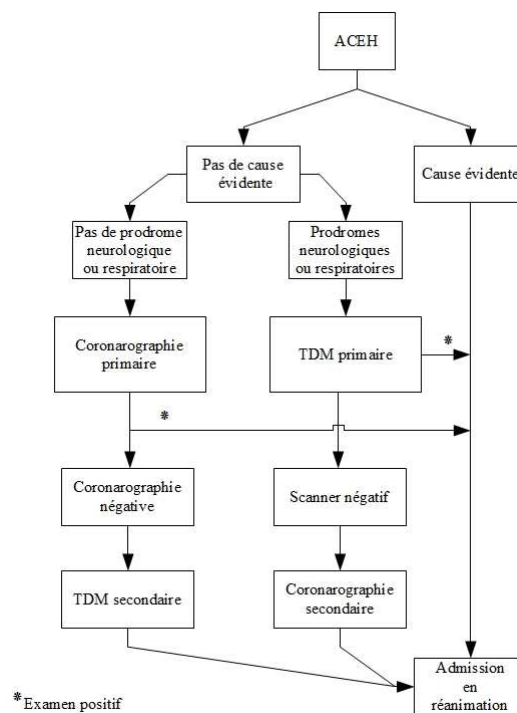 ACEH
Pas de cause
évidente
Cause évidente
Pas de prodrome
neurologique
ou respiratoire
Prodromes
neurologiques
ou respiratoires
Coronarographie
primaire
TDM primaire
*
*
Coronarographie
négative
Scanner négatif
TDM secondaire
Coronarographie
secondaire
Admission
en
réanimation
*Examen positif